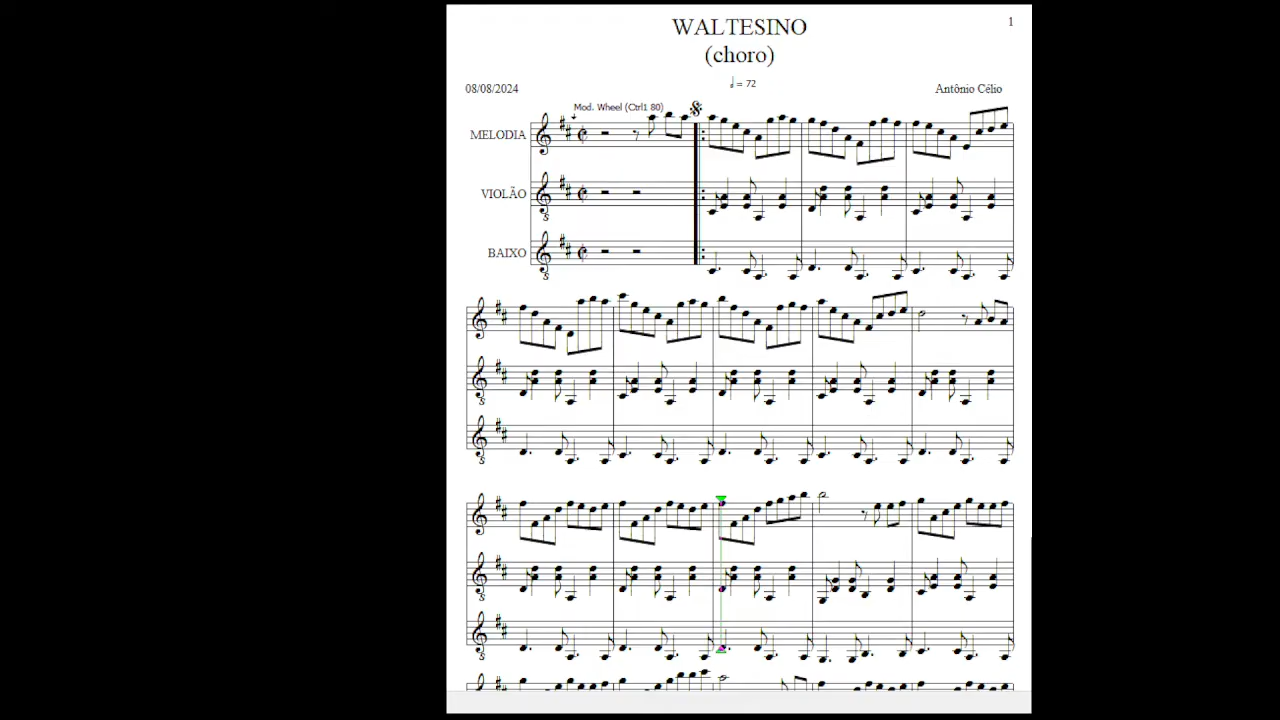 1
WALTESINO
(choro)
= 72
08/08/2024
Antônio Célio
Mod. Wheel (Ctrl1 80)
MELODIA
VIOLÃO
BAIXO